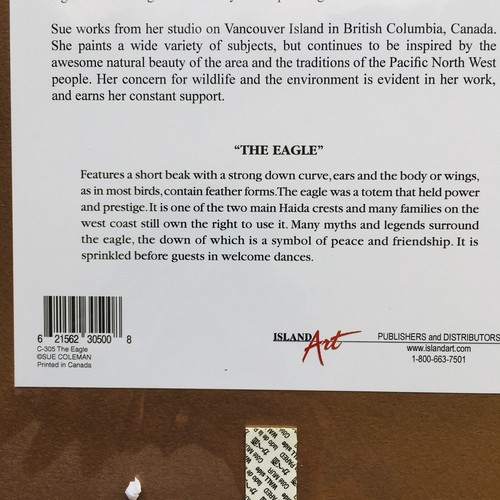 Sue works from her studio on Vancouver Island in British Columbia, Canada.
She paints a wide variety of subjects, but continues to be inspired by the
awesome natural beauty of the area and the traditions of the Pacific North West
people. Her concern for wildlife and the environment is evident in her work,
and earns her constant support.
“THE EAGLE”
Features a short beak with a strong down curve, ears and the body or wings,
as in most birds, contain feather forms. The eagle was a totem that held power
and prestige. It is one of the two main Haida crests and many families on the
west coast still own the right to use it. Many myths and legends surround
the eagle, the down of which is a symbol of peace and friendship. It is
sprinkled before guests in welcome dances.
6 21562 30500 8
C-305 The Eagle
©SUE COLEMAN
Printed in Canada
ISLAND Art
PUBLISHERS and DISTRIBUTORS
www.islandart.com
1-800-663-7501